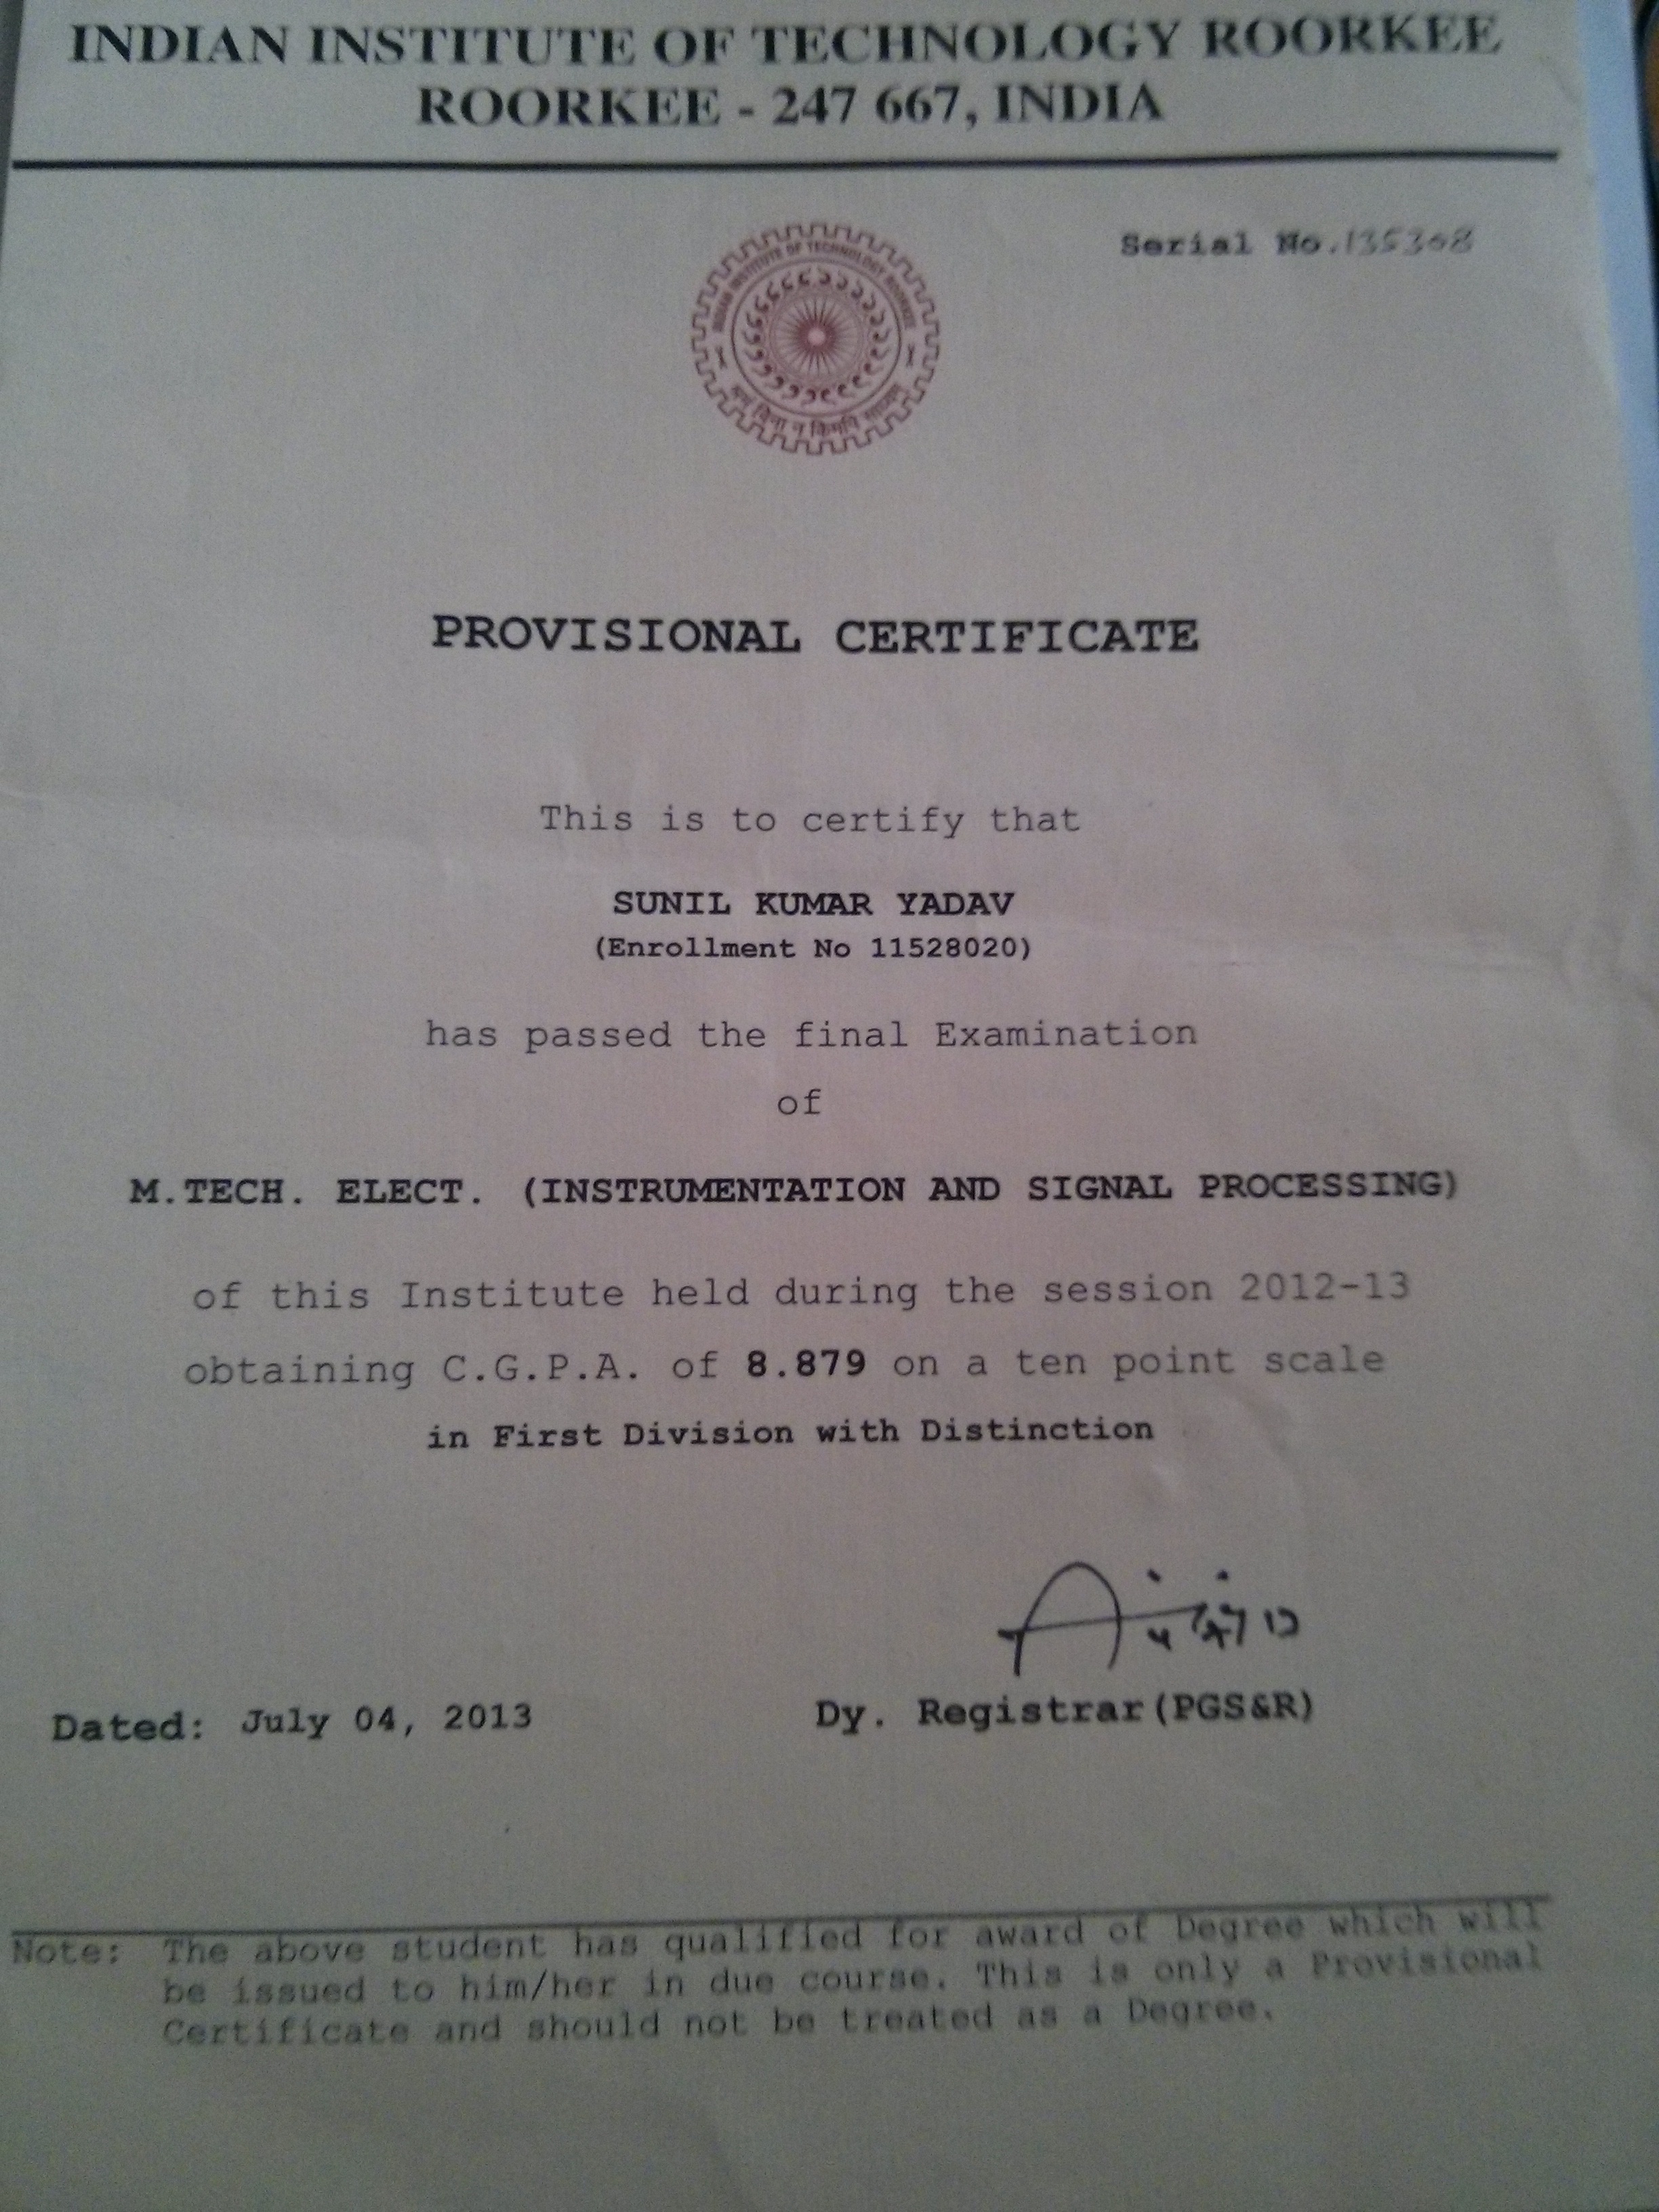 INDIAN INSTITUTE OF TECHNOLOGY ROORKEE
ROORKEE - 247 667, INDIA
Serial No. 135368
INDIAN INSTITUTE OF TECHNOLOGY ROORKEE
श्रमं विना न किमपि साध्यम्
PROVISIONAL CERTIFICATE
This is to certify that
SUNIL KUMAR YADAV
(Enrollment No 11528020)
has passed the final Examination
of
M.TECH. ELECT. (INSTRUMENTATION AND SIGNAL PROCESSING)
of this Institute held during the session 2012-13
obtaining C.G.P.A. of 8.879 on a ten point scale
in First Division with Distinction
Dated: July 04, 2013
Dy. Registrar(PGS&R)
Note: The above student has qualified for award of Degree which will
be issued to him/her in due course. This is only a Provisional
Certificate and should not be treated as a Degree.